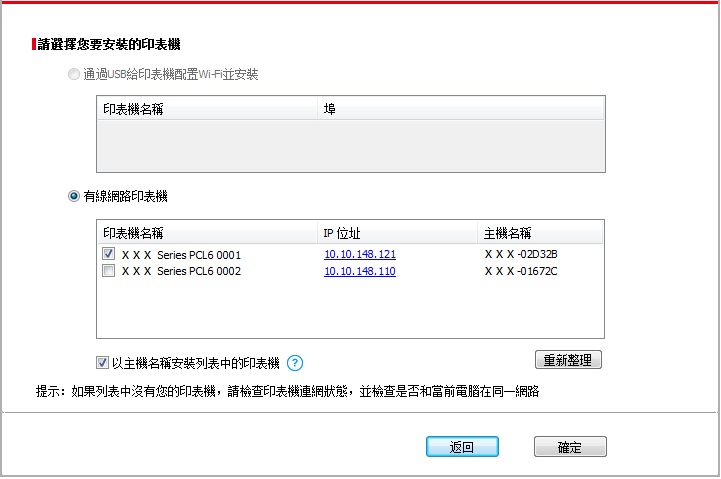 請選擇您要安裝的印表機
通過USB給印表機配置Wi-Fi並安裝
印表機名稱 埠
有線網路印表機
印表機名稱 IP 位址 主機名稱
X X X Series PCL6 0001 10.10.148.121 X X X -02D32B
X X X Series PCL6 0002 10.10.148.110 X X X -01672C
以主機名稱安裝列表中的印表機 ? 重新整理
提示：如果列表中沒有您的印表機，請檢查印表機連網狀態，並檢查是否和當前電腦在同一網路
返回 確定